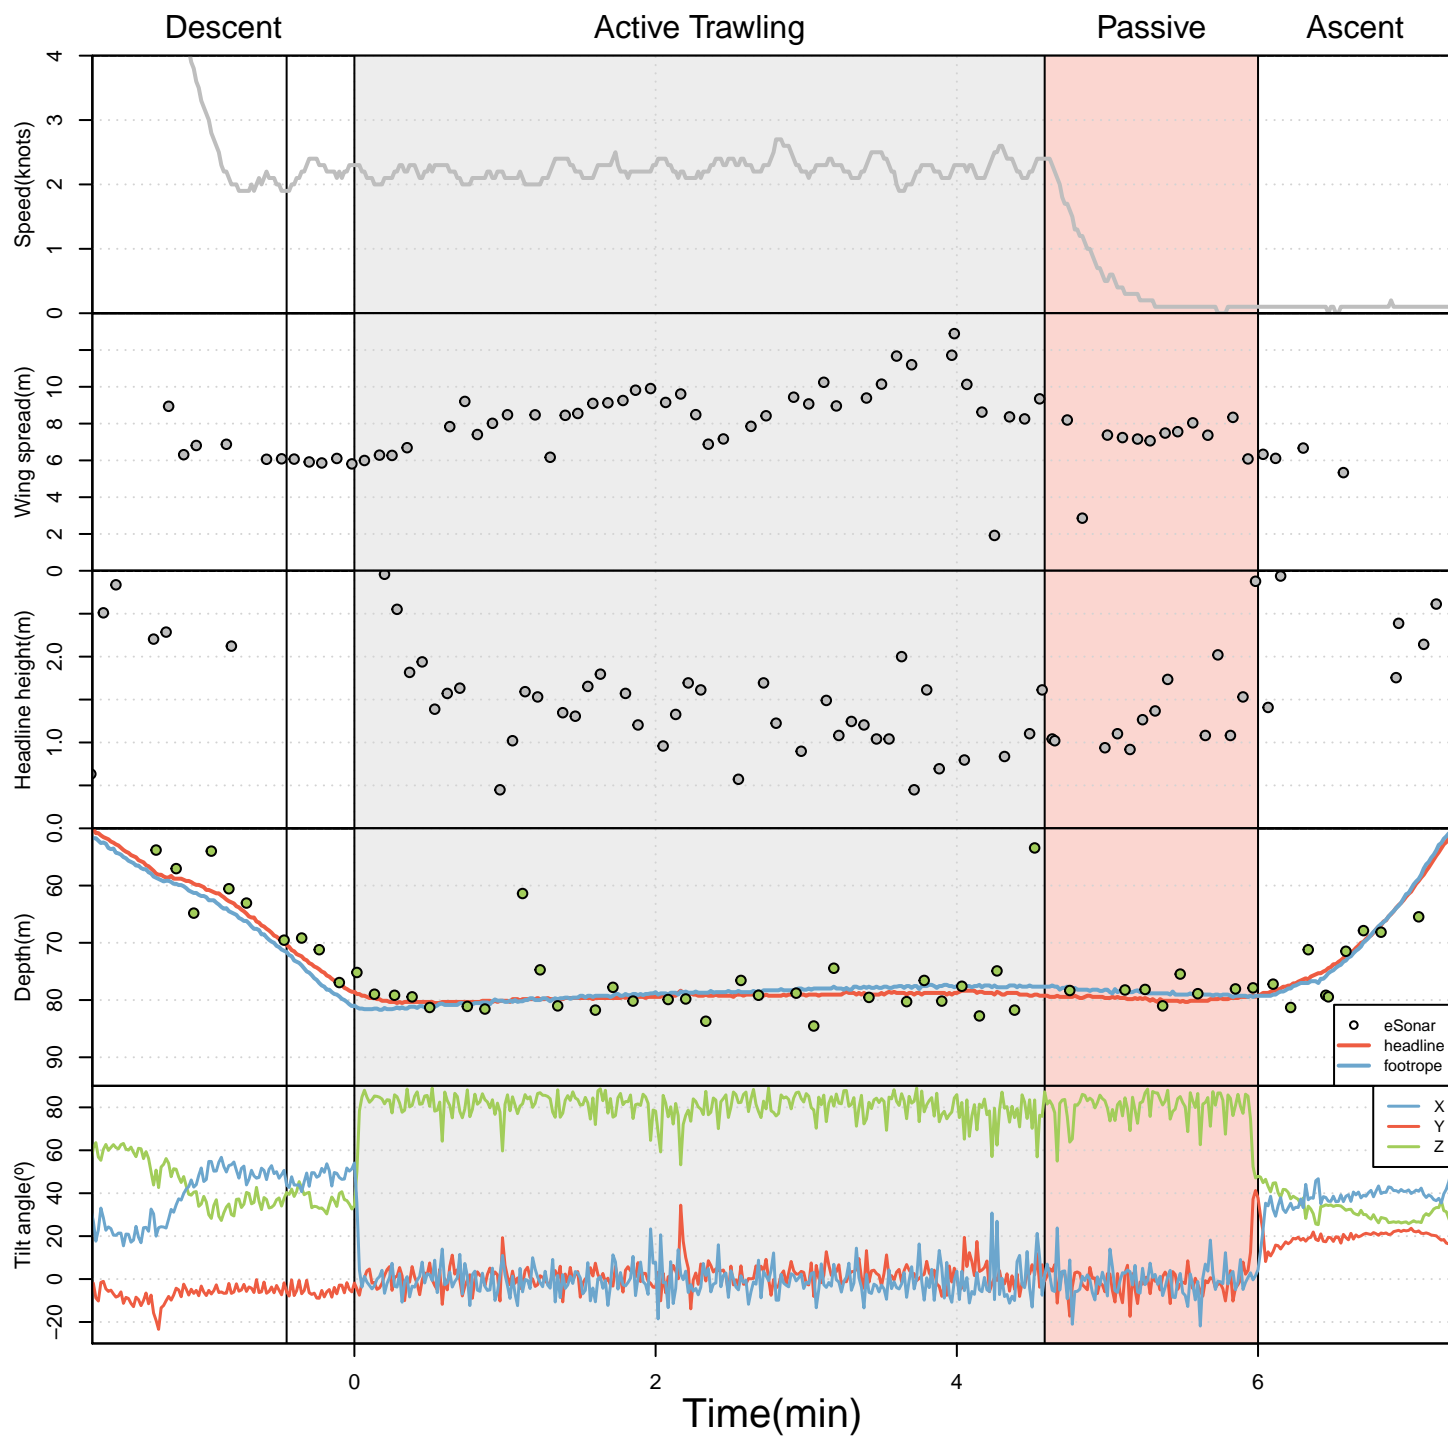 Descent Active Trawling Passive Ascent
Speed(knots)
4
3
2
1
0
Wing spread(m)
10
8
6
4
2
0
Headline height(m)
2.0
1.0
0.0
Depth(m)
60
70
80
90
eSonar
headline
footrope
Tilt angle(º)
80
60
40
20
0
−20
X
Y
Z
0 2 4 6
Time(min)